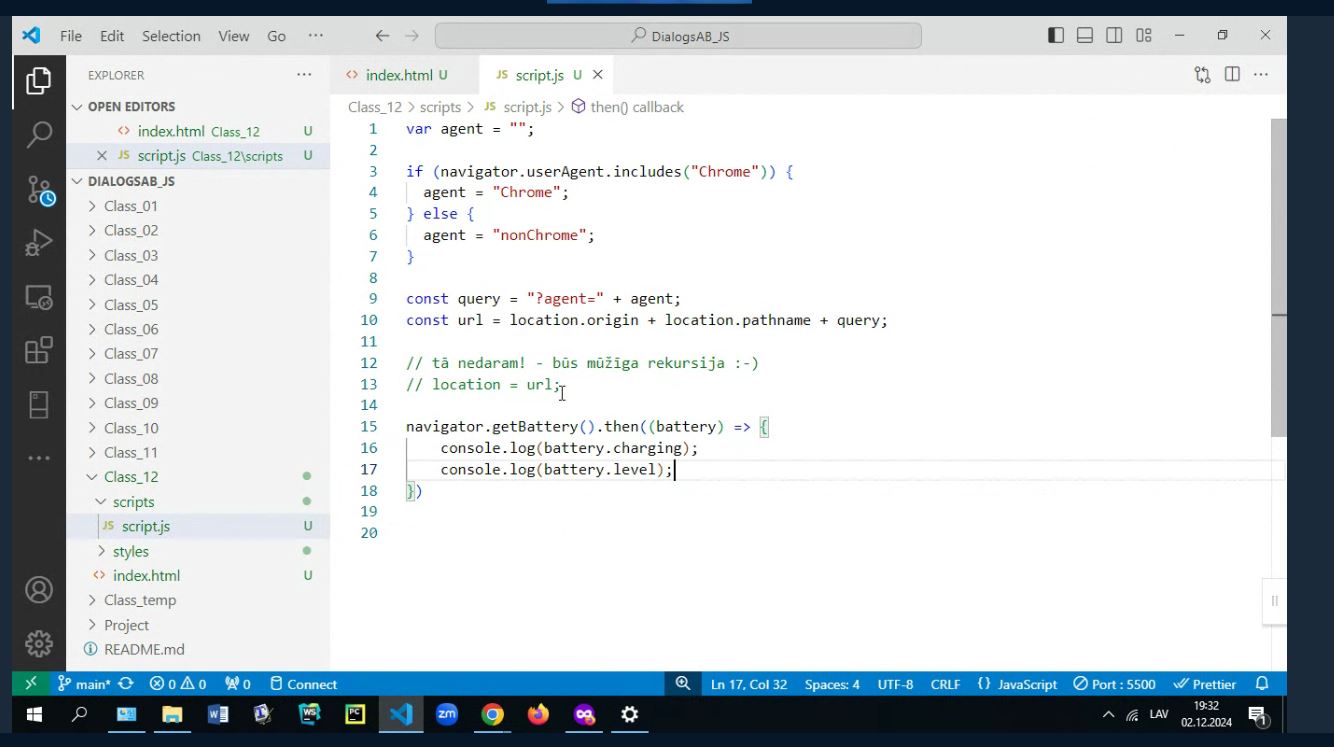 File Edit Selection View Go ··· DialogsAB_JS
EXPLORER ···
OPEN EDITORS
index.html Class_12 U
JS script.js Class_12\scripts U
DIALOGSAB_JS
Class_01
Class_02
Class_03
Class_04
Class_05
Class_06
Class_07
Class_08
Class_09
Class_10
Class_11
Class_12
scripts
JS script.js U
styles
index.html U
Class_temp
Project
README.md
index.html U JS script.js U
Class_12 > scripts > JS script.js > then() callback
1 var agent = "";
2
3 if (navigator.userAgent.includes("Chrome")) {
4 agent = "Chrome";
5 } else {
6 agent = "nonChrome";
7 }
8
9 const query = "?agent=" + agent;
10 const url = location.origin + location.pathname + query;
11
12 // tā nedaram! - būs mūžīga rekursija :-)
13 // location = url;
14
15 navigator.getBattery().then((battery) => {
16 console.log(battery.charging);
17 console.log(battery.level);
18 })
19
20
main* 0 0 0 Connect Ln 17, Col 32 Spaces: 4 UTF-8 CRLF {} JavaScript Port : 5500 Prettier
W WS PC zm LAV 19:32
02.12.2024 1